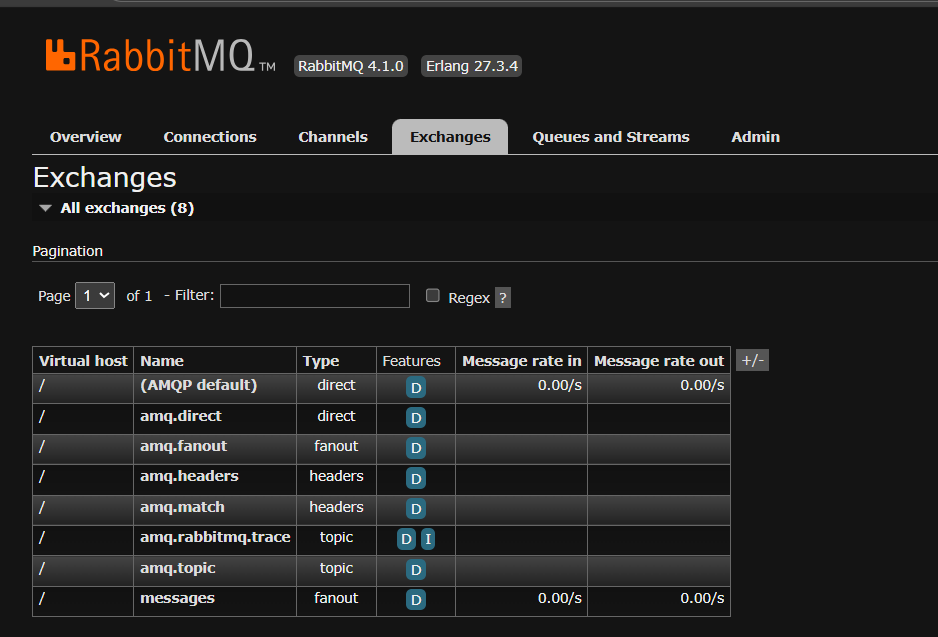 RabbitMQ TM RabbitMQ 4.1.0 Erlang 27.3.4
Overview Connections Channels Exchanges Queues and Streams Admin
Exchanges
All exchanges (8)
Pagination
Page 1 of 1 - Filter: Regex ?
Virtual host Name Type Features Message rate in Message rate out +/-
/ (AMQP default) direct D 0.00/s 0.00/s
/ amq.direct direct D
/ amq.fanout fanout D
/ amq.headers headers D
/ amq.match headers D
/ amq.rabbitmq.trace topic D I
/ amq.topic topic D
/ messages fanout D 0.00/s 0.00/s